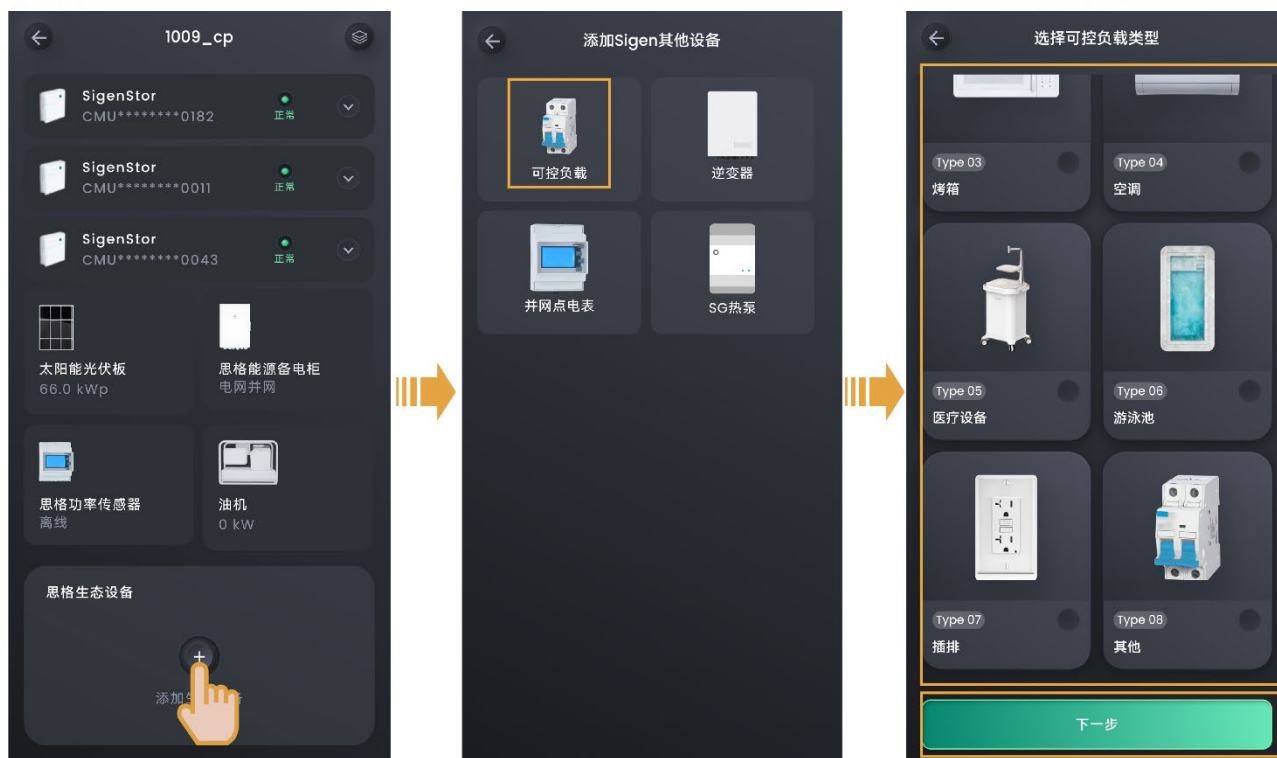 1009_cp
SigenStor
CMU********0182
正常
SigenStor
CMU********0011
正常
SigenStor
CMU********0043
正常
太阳能光伏板
66.0 kWp
思格能源备电柜
电网并网
思格功率传感器
离线
油机
0 kW
思格生态设备
添加
添加Sigen其他设备
可控负载
逆变器
并网点电表
SG热泵
选择可控负载类型
Type 03
烤箱
Type 04
空调
Type 05
医疗设备
Type 06
游泳池
Type 07
插排
Type 08
其他
下一步